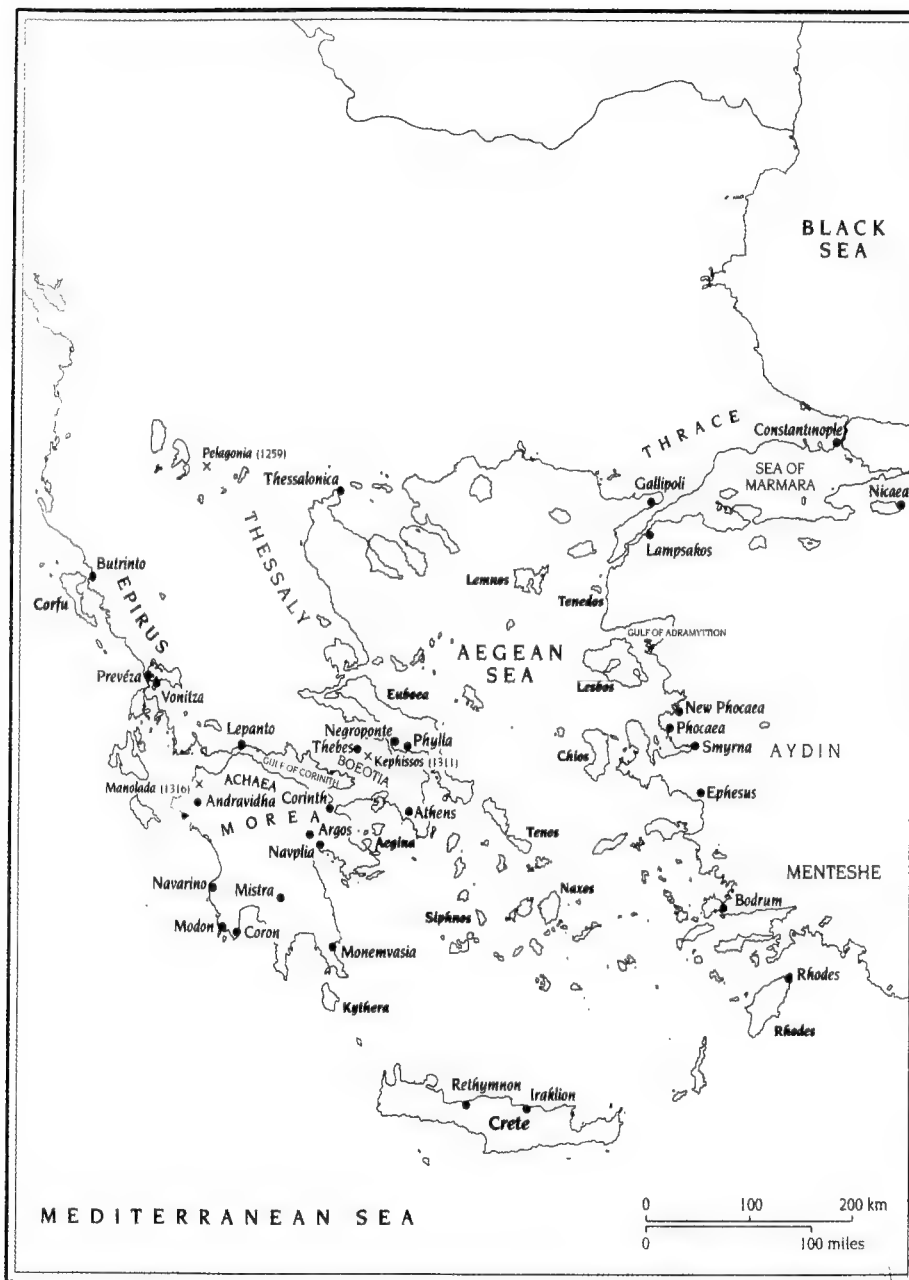 BLACK
SEA
THRACE
Constantinople
Pelagonia (1259)
SEA OF
MARMARA
Thessalonica
Gallipoli
Nicaea
THESSALY
Lampsakos
Butrinto
Lemnos
Corfu
EPIRUS
Tenedos
GULF OF ADRAMYTTION
AEGEAN
SEA
Prevéza
Lesbos
Vonitza
Euboea
New Phocaea
Lepanto
Negroponte
Phocaea
Thebes
Phylla
Smyrna
AYDIN
Kephissos (1311)
Chios
GULF OF CORINTH
BOEOTIA
ACHAEA
Manolada (1316)
Ephesus
Andravidha
Corinth
Athens
MOREA
Argos
Tenos
Aegina
Navplia
MENTESHE
Navarino
Mistra
Naxos
Bodrum
Siphnos
Modon
Coron
Monemvasia
Rhodes
Kythera
Rhodes
Rethymnon
Iraklion
Crete
MEDITERRANEAN SEA
0 100 200 km
0 100 miles